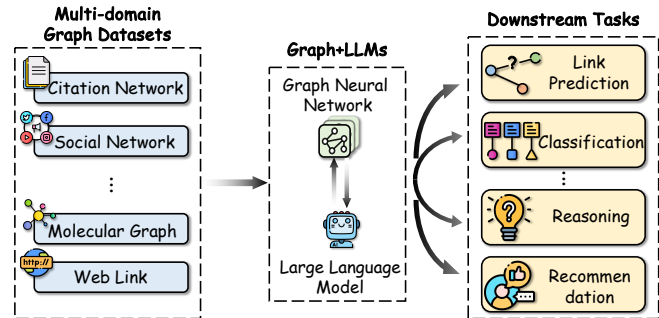 Multi-domain
Graph Datasets
Citation Network
Social Network
...
Molecular Graph
http://
Web Link
Graph+LLMs
Graph Neural
Network
AI
Large Language
Model
Downstream Tasks
?
Link
Prediction
Classification
...
?
Reasoning
Recommen
dation